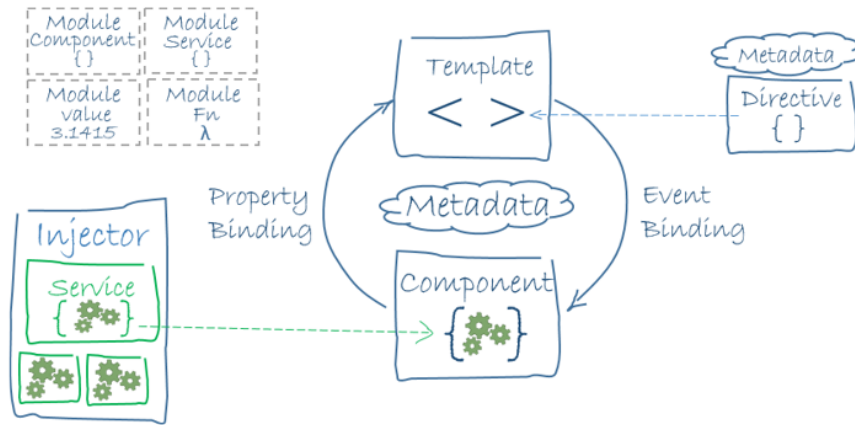 Module
Component
{ }
Module
Service
{ }
Module
value
3.1415
Module
Fn
λ
Template
< >
Metadata
Directive
{ }
Property
Binding
Metadata
Event
Binding
Injector
Service
{ }
Component
{ }